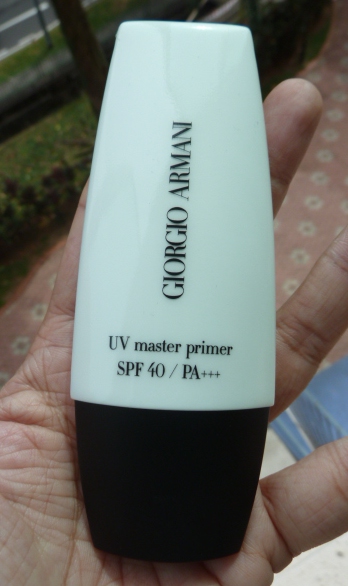 GIORGIO ARMANI
UV master primer
SPF 40 / PA+++